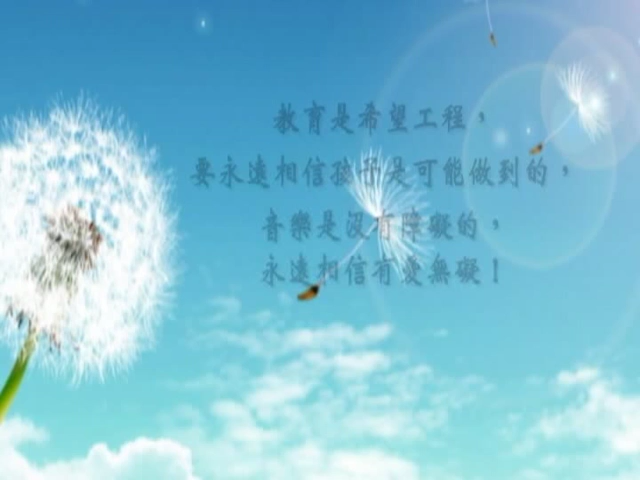 教育是希望工程，
要永遠相信孩子是可能做到的，
音樂是沒有障礙的，
永遠相信有愛無礙！